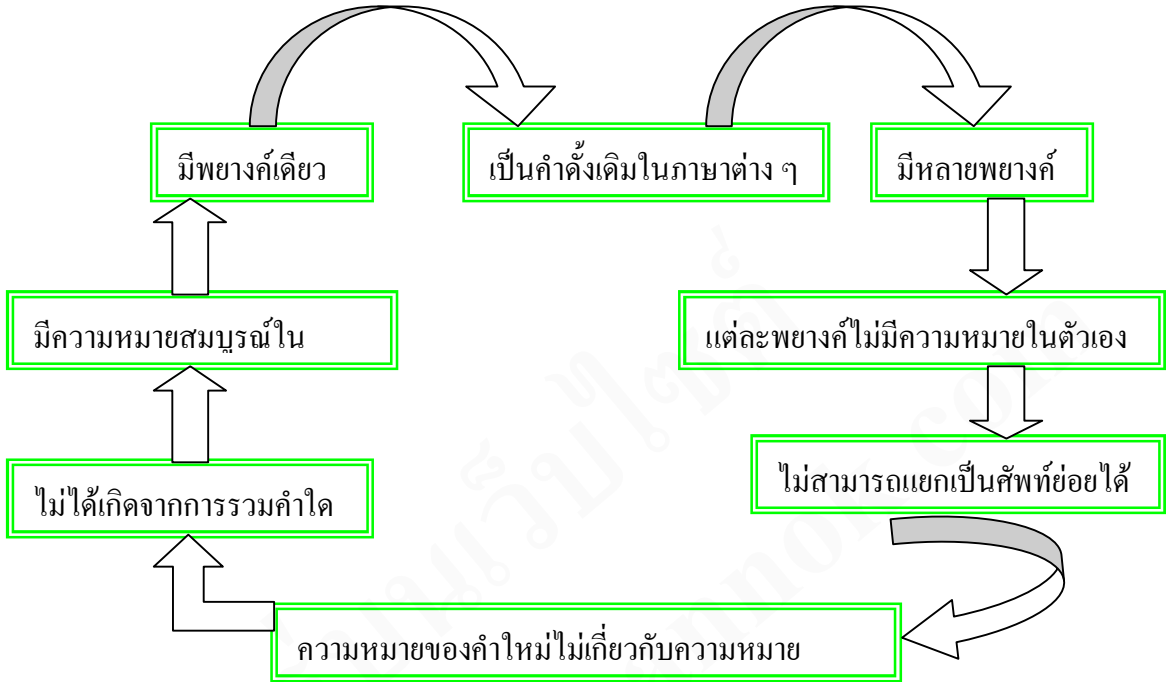 มีพยางค์เดียว
เป็นคำดั้งเดิมในภาษาต่าง ๆ
มีหลายพยางค์
มีความหมายสมบูรณ์ใน
แต่ละพยางค์ไม่มีความหมายในตัวเอง
ไม่ได้เกิดจากการรวมคำใด
ไม่สามารถแยกเป็นศัพท์ย่อยได้
ความหมายของคำใหม่ไม่เกี่ยวกับความหมาย